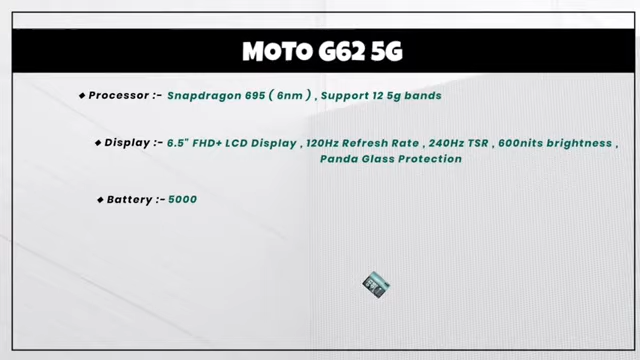 MOTO G62 5G
◆ Processor :- Snapdragon 695 ( 6nm ) , Support 12 5g bands
◆ Display :- 6.5" FHD+ LCD Display , 120Hz Refresh Rate , 240Hz TSR , 600nits brightness ,
Panda Glass Protection
◆ Battery :- 5000